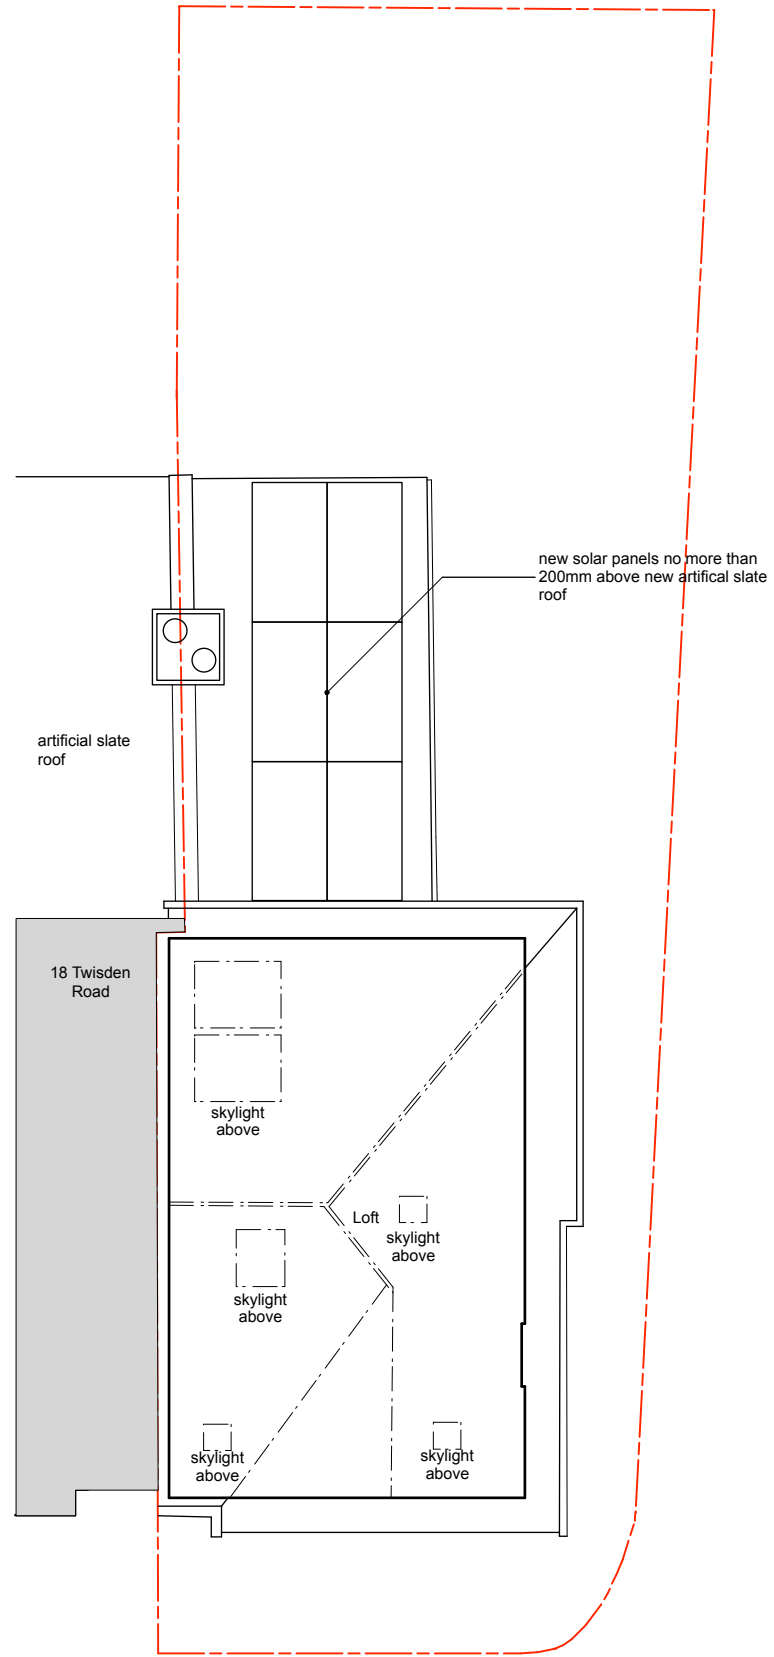 new solar panels no more than
200mm above new artifical slate
roof
artificial slate
roof
18 Twisden
Road
skylight
above
Loft
skylight
above
skylight
above
skylight
above
skylight
above